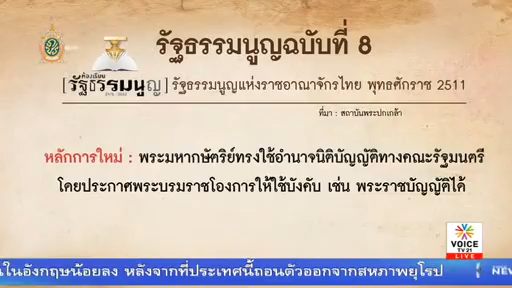 รัฐธรรมนูญฉบับที่ 8
ห้องเรียน
[รัฐธรรมนูญ] รัฐธรรมนูญแห่งราชอาณาจักรไทย พุทธศักราช 2511
ที่มา : สถาบันพระปกเกล้า
หลักการใหม่ : พระมหากษัตริย์ทรงใช้อำนาจนิติบัญญัติทางคณะรัฐมนตรี
โดยประกาศพระบรมราชโองการให้ใช้บังคับ เช่น พระราชบัญญัติได้
VOICE
TV 21
LIVE
นในอังกฤษน้อยลง หลังจากที่ประเทศนี้ถอนตัวออกจากสหภาพยุโรป
NEW